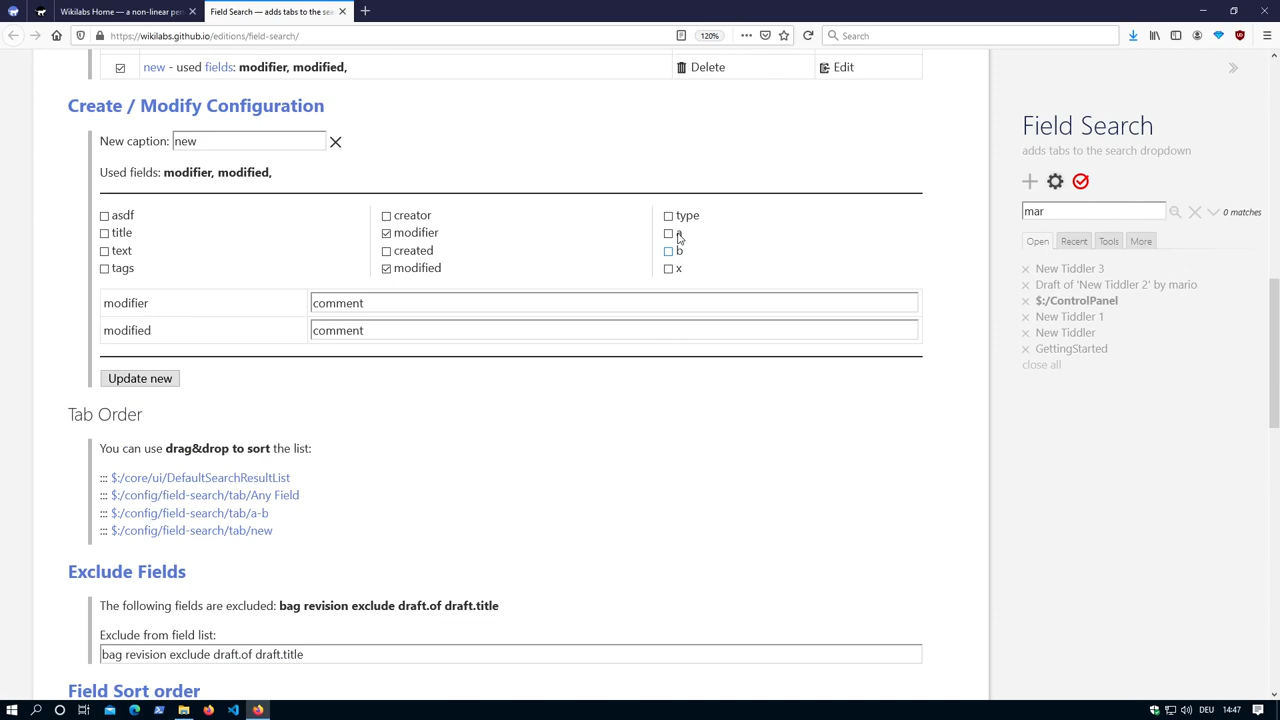 Wikilabs Home — a non-linear per
Field Search — adds tabs to the sea
https://wikilabs.github.io/editions/field-search/
120%
Search
new - used fields: modifier, modified,
Delete
Edit
Create / Modify Configuration
New caption: new
Used fields: modifier, modified,
asdf
creator
type
title
modifier
a
text
created
b
tags
modified
x
modifier
comment
modified
comment
Update new
Tab Order
You can use drag&drop to sort the list:
::: $:/core/ui/DefaultSearchResultList
::: $:/config/field-search/tab/Any Field
::: $:/config/field-search/tab/a-b
::: $:/config/field-search/tab/new
Exclude Fields
The following fields are excluded: bag revision exclude draft.of draft.title
Exclude from field list:
bag revision exclude draft.of draft.title
Field Sort order
Field Search
adds tabs to the search dropdown
mar
0 matches
Open
Recent
Tools
More
New Tiddler 3
Draft of 'New Tiddler 2' by mario
$:/ControlPanel
New Tiddler 1
New Tiddler
GettingStarted
close all
DEU
14:47